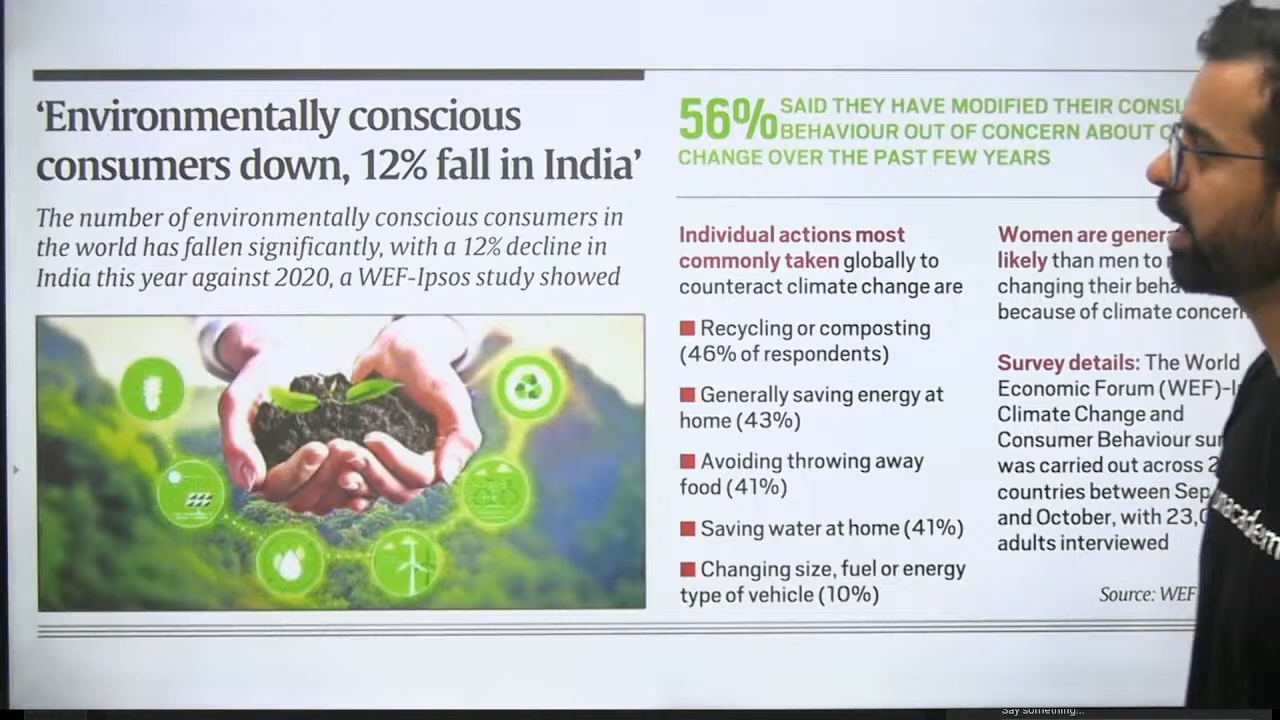 ‘Environmentally conscious
consumers down, 12% fall in India’
The number of environmentally conscious consumers in
the world has fallen significantly, with a 12% decline in
India this year against 2020, a WEF-Ipsos study showed
56% SAID THEY HAVE MODIFIED THEIR
BEHAVIOUR OUT OF CONCERN ABOUT
CHANGE OVER THE PAST FEW YEARS
Individual actions most
commonly taken globally to
counteract climate change are
Recycling or composting
(46% of respondents)
Generally saving energy at
home (43%)
Avoiding throwing away
food (41%)
Saving water at home (41%)
Changing size, fuel or energy
type of vehicle (10%)
Women are
likely than men to
changing their
because of climate
Survey details: The World
Economic Forum (WEF)-
Climate Change and
Consumer Behaviour
was carried out across
countries between
and October, with
adults interviewed
Source: WEF
Say something...